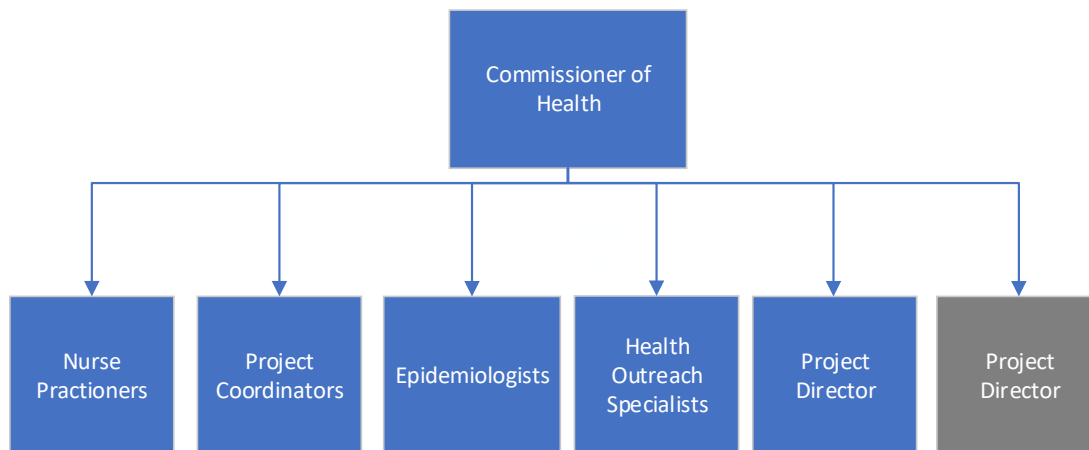 Commissioner of
Health
Nurse
Practioners
Project
Coordinators
Epidemiologists
Health
Outreach
Specialists
Project
Director
Project
Director